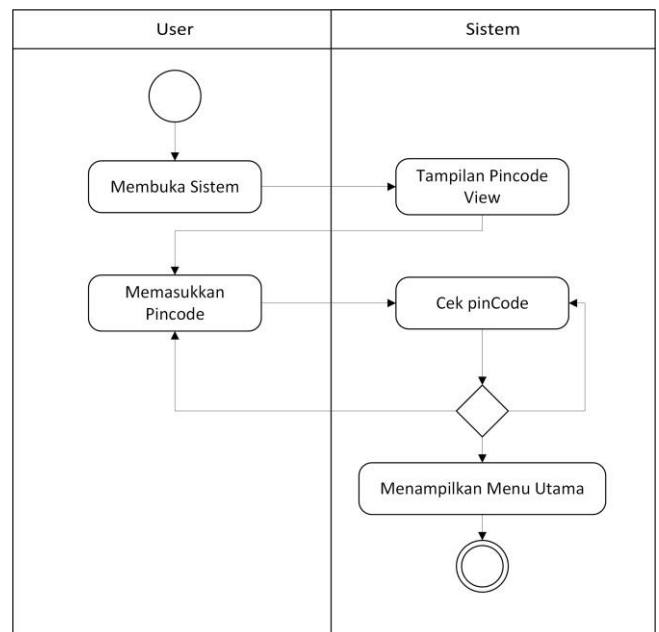 User
Sistem
Membuka Sistem
Tampilan Pincode
View
Memasukkan
Pincode
Cek pinCode
Menampilkan Menu Utama